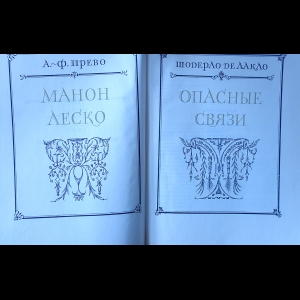 А.-Ф. ПРЕВО
МАНОН
ЛЕСКО
ШОДЕРЛО ДЕ ЛАКЛО
ОПАСНЫЕ
СВЯЗИ